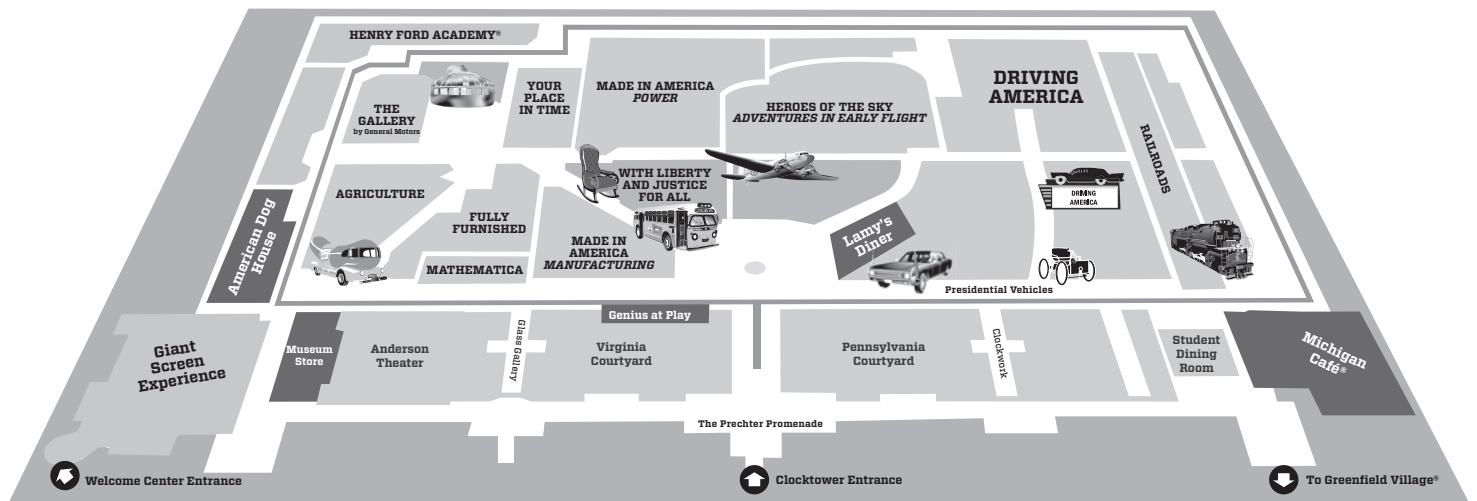 HENRY FORD ACADEMY®
THE
GALLERY
by General Motors
YOUR
PLACE
IN TIME
MADE IN AMERICA
POWER
HEROES OF THE SKY
ADVENTURES IN EARLY FLIGHT
DRIVING
AMERICA
RAILROADS
AGRICULTURE
FULLY
FURNISHED
MATHEMATICA
WITH LIBERTY
AND JUSTICE
FOR ALL
MADE IN
AMERICA
MANUFACTURING
Lamy's
Diner
DRIVING
AMERICA
Presidential Vehicles
American Dog
House
Giant
Screen
Experience
Museum
Store
Anderson
Theater
Glass Gallery
Genius at Play
Virginia
Courtyard
Pennsylvania
Courtyard
Clockwork
Student
Dining
Room
Michigan
Café®
The Prechter Promenade
Welcome Center Entrance
Clocktower Entrance
To Greenfield Village®